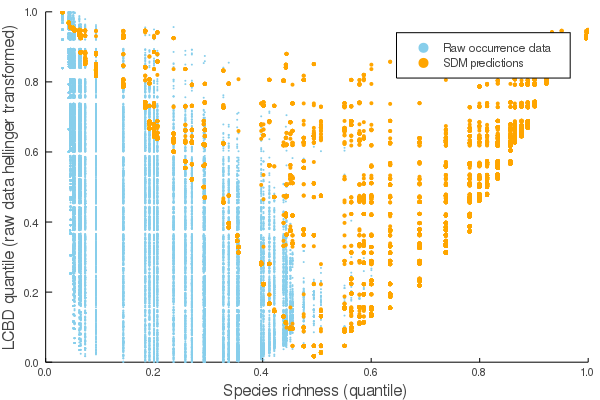 LCBD quantile (raw data hellinger transformed)
1.0
0.8
0.6
0.4
0.2
0.0
Raw occurrence data
SDM predictions
0.0 0.2 0.4 0.6 0.8 1.0
Species richness (quantile)